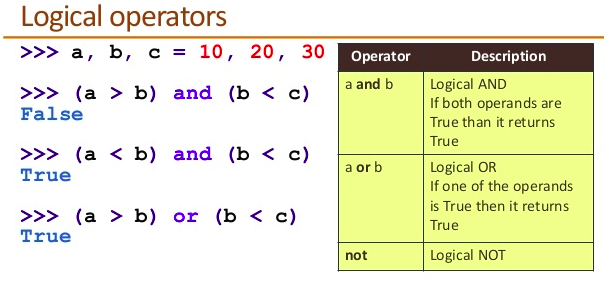 Logical operators
>>> a, b, c = 10, 20, 30
>>> (a > b) and (b < c)
False
>>> (a < b) and (b < c)
True
>>> (a > b) or (b < c)
True
Operator Description
a and b Logical AND
If both operands are
True than it returns
True
a or b Logical OR
If one of the operands
is True then it returns
True
not Logical NOT